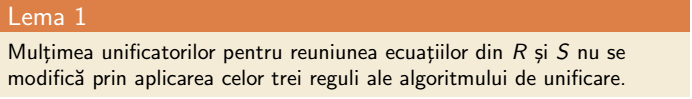 Lema 1
Mulțimea unificatorilor pentru reuniunea ecuațiilor din R și S nu se
modifică prin aplicarea celor trei reguli ale algoritmului de unificare.